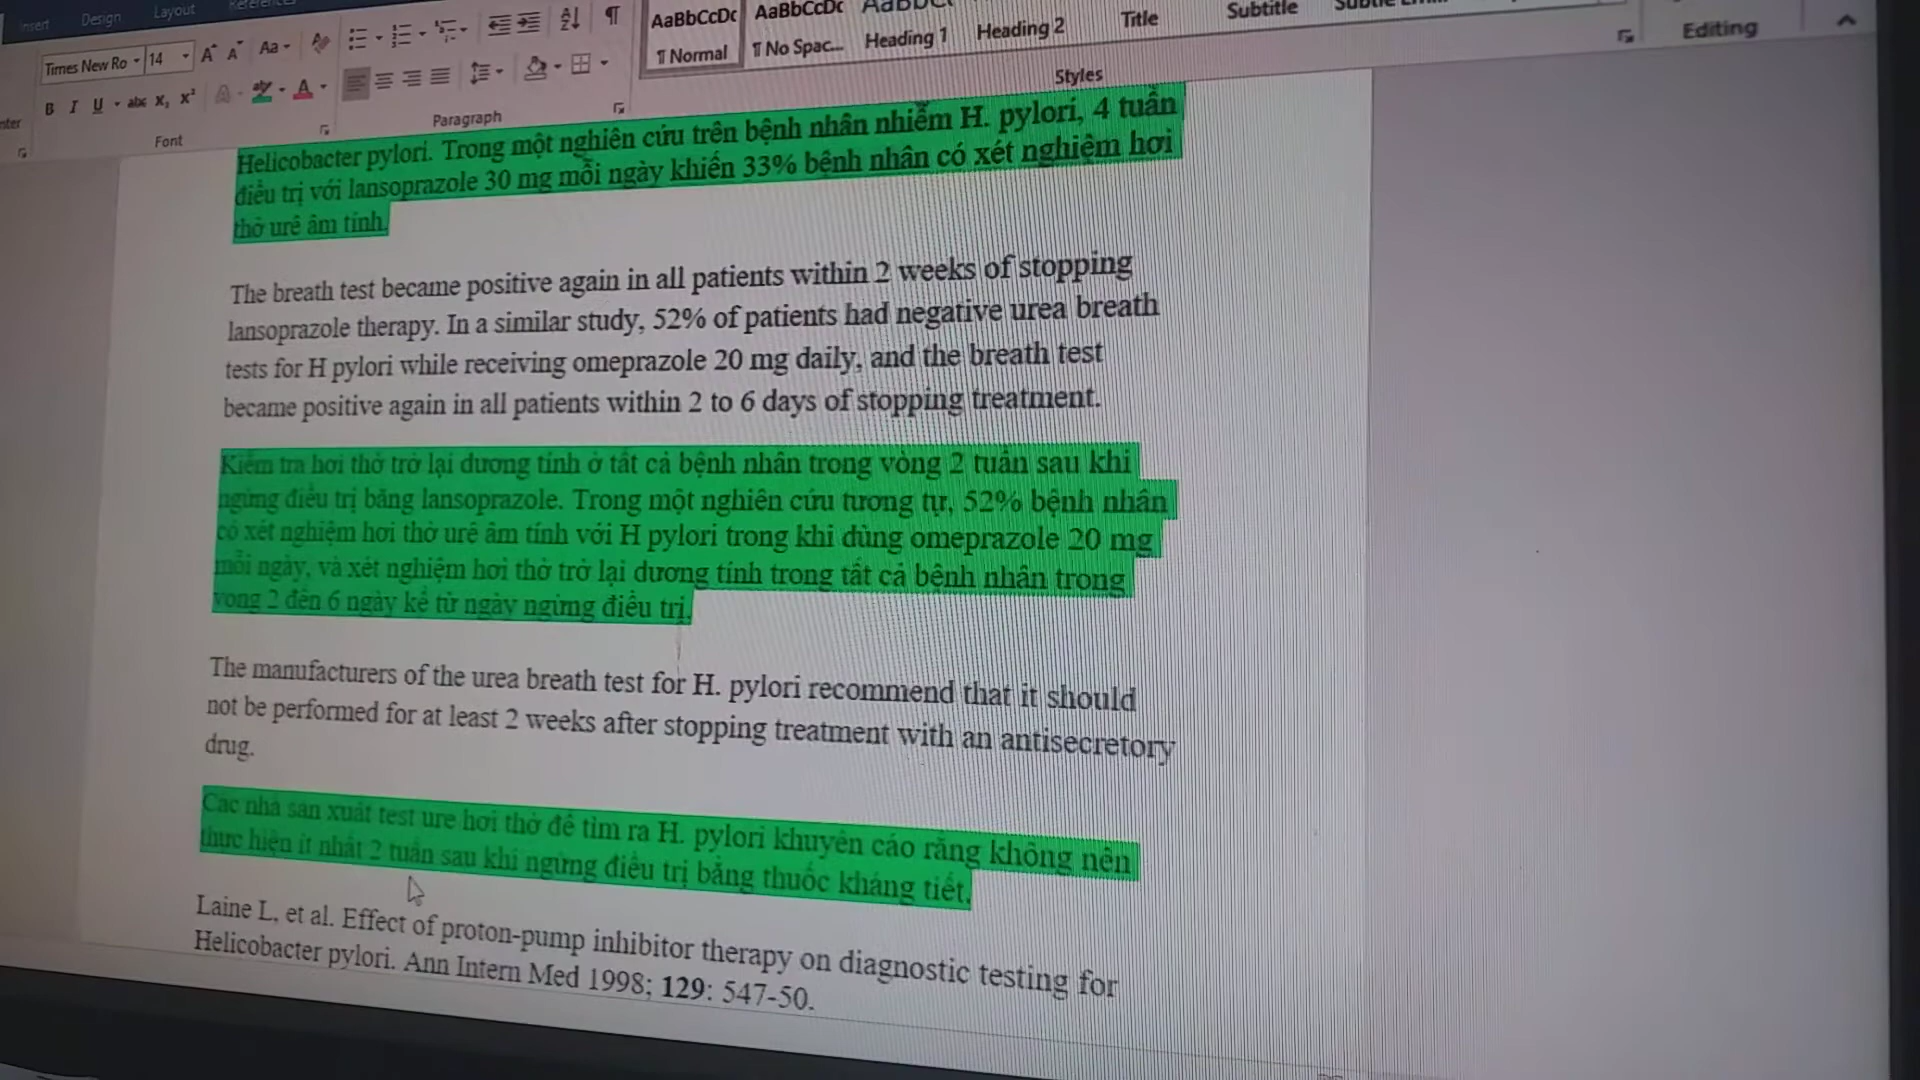 Insert Design Layout
Times New Ro 14 Aa
AaBbCcDc AaBbCcDc
¶ Normal ¶ No Spac... Heading 1 Heading 2 Title Subtitle
Editing
B I U abc X₂ X²
Font Paragraph Styles
Helicobacter pylori. Trong một nghiên cứu trên bệnh nhân nhiễm H. pylori, 4 tuần
điều trị với lansoprazole 30 mg mỗi ngày khiến 33% bệnh nhân có xét nghiệm hơi
thở urê âm tính.
The breath test became positive again in all patients within 2 weeks of stopping
lansoprazole therapy. In a similar study, 52% of patients had negative urea breath
tests for H pylori while receiving omeprazole 20 mg daily, and the breath test
became positive again in all patients within 2 to 6 days of stopping treatment.
Kiểm tra hơi thở trở lại dương tính ở tất cả bệnh nhân trong vòng 2 tuần sau khi
ngừng điều trị bằng lansoprazole. Trong một nghiên cứu tương tự, 52% bệnh nhân
có xét nghiệm hơi thở urê âm tính với H pylori trong khi dùng omeprazole 20 mg
mỗi ngày, và xét nghiệm hơi thở trở lại dương tính trong tất cả bệnh nhân trong
vòng 2 đến 6 ngày kể từ ngày ngừng điều trị.
The manufacturers of the urea breath test for H. pylori recommend that it should
not be performed for at least 2 weeks after stopping treatment with an antisecretory
drug.
Các nhà sản xuất test ure hơi thở để tìm ra H. pylori khuyên cáo rằng không nên
thực hiện ít nhất 2 tuần sau khi ngừng điều trị bằng thuốc kháng tiết.
Laine L, et al. Effect of proton-pump inhibitor therapy on diagnostic testing for
Helicobacter pylori. Ann Intern Med 1998; 129: 547-50.